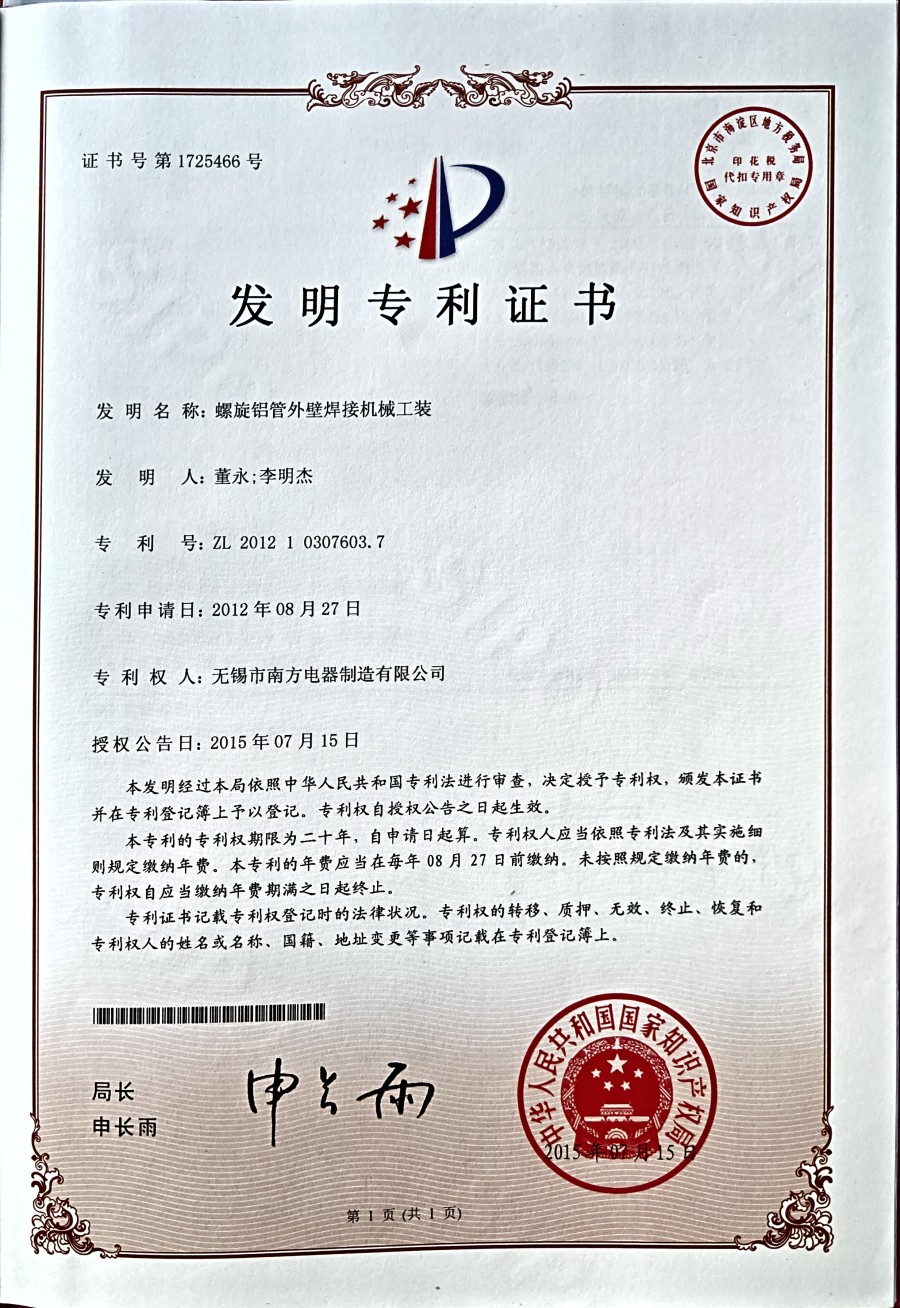 证书号第1725466号
北京市海淀区地方税务局
印花税
代扣专用章
国家知识产权局
发明专利证书
发明名称：螺旋铝管外壁焊接机械工装
发明人：董永;李明杰
专利号：ZL 2012 1 0307603.7
专利申请日：2012年08月27日
专利权人：无锡市南方电器制造有限公司
授权公告日：2015年07月15日
本发明经过本局依照中华人民共和国专利法进行审查，决定授予专利权，颁发本证书
并在专利登记簿上予以登记。专利权自授权公告之日起生效。
本专利的专利权期限为二十年，自申请日起算。专利权人应当依照专利法及其实施细
则规定缴纳年费。本专利的年费应当在每年08月27日前缴纳。未按照规定缴纳年费的，
专利权自应当缴纳年费期满之日起终止。
专利证书记载专利权登记时的法律状况。专利权的转移、质押、无效、终止、恢复和
专利权人的姓名或名称、国籍、地址变更等事项记载在专利登记簿上。
局长
申长雨
申长雨
中华人民共和国国家知识产权局
2015年07月15日
第1页(共1页)